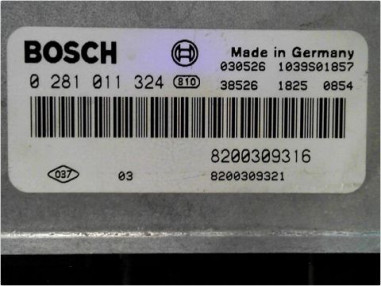 BOSCH Made in Germany
030526 1039S01857
0 281 011 324 810 38526 1825 0854
8200309316
037 03 8200309321